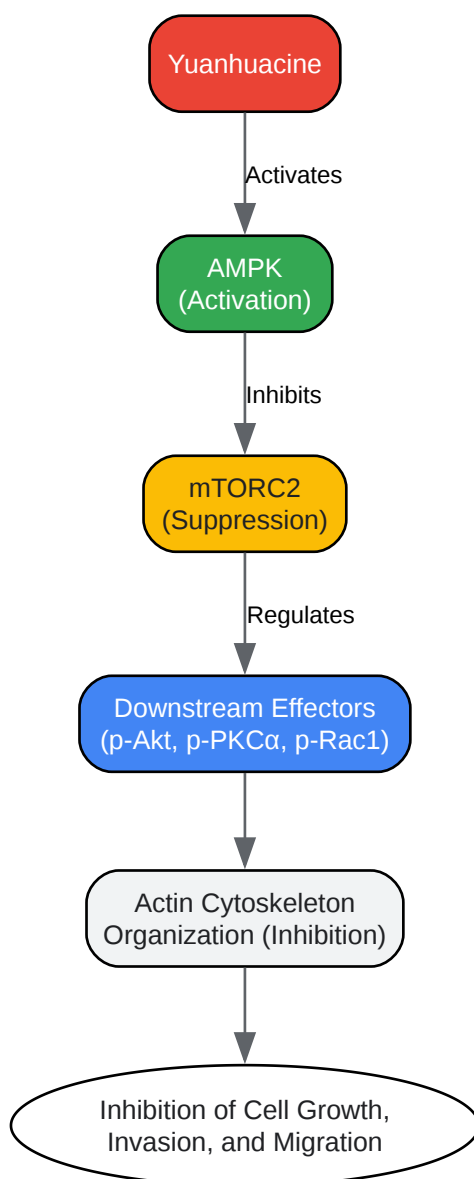 Yuanhuacine
Activates
AMPK
(Activation)
Inhibits
mTORC2
(Suppression)
Regulates
Downstream Effectors
(p-Akt, p-PKCα, p-Rac1)
Actin Cytoskeleton
Organization (Inhibition)
Inhibition of Cell Growth,
Invasion, and Migration